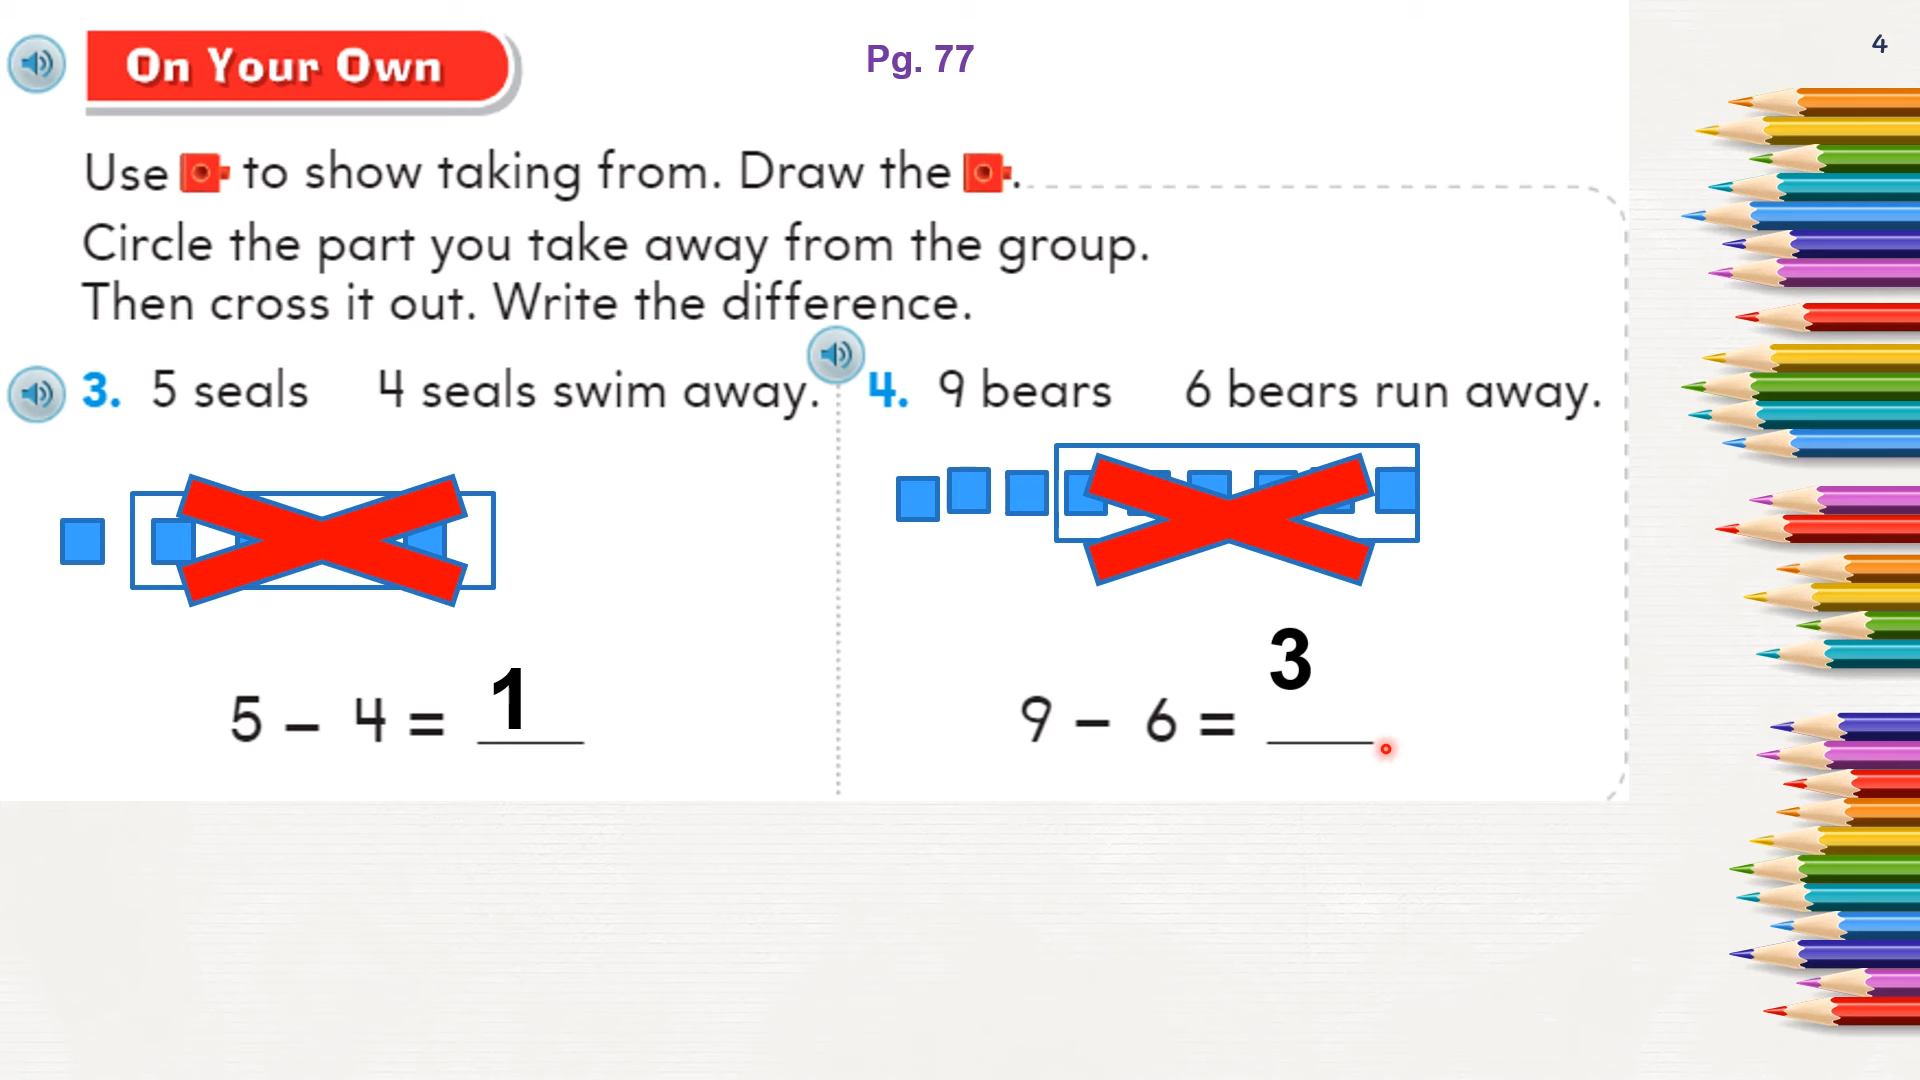 On Your Own
Pg. 77
4
Use to show taking from. Draw the .
Circle the part you take away from the group.
Then cross it out. Write the difference.
3. 5 seals 4 seals swim away.
4. 9 bears 6 bears run away.
5 – 4 = 1
9 – 6 = 3